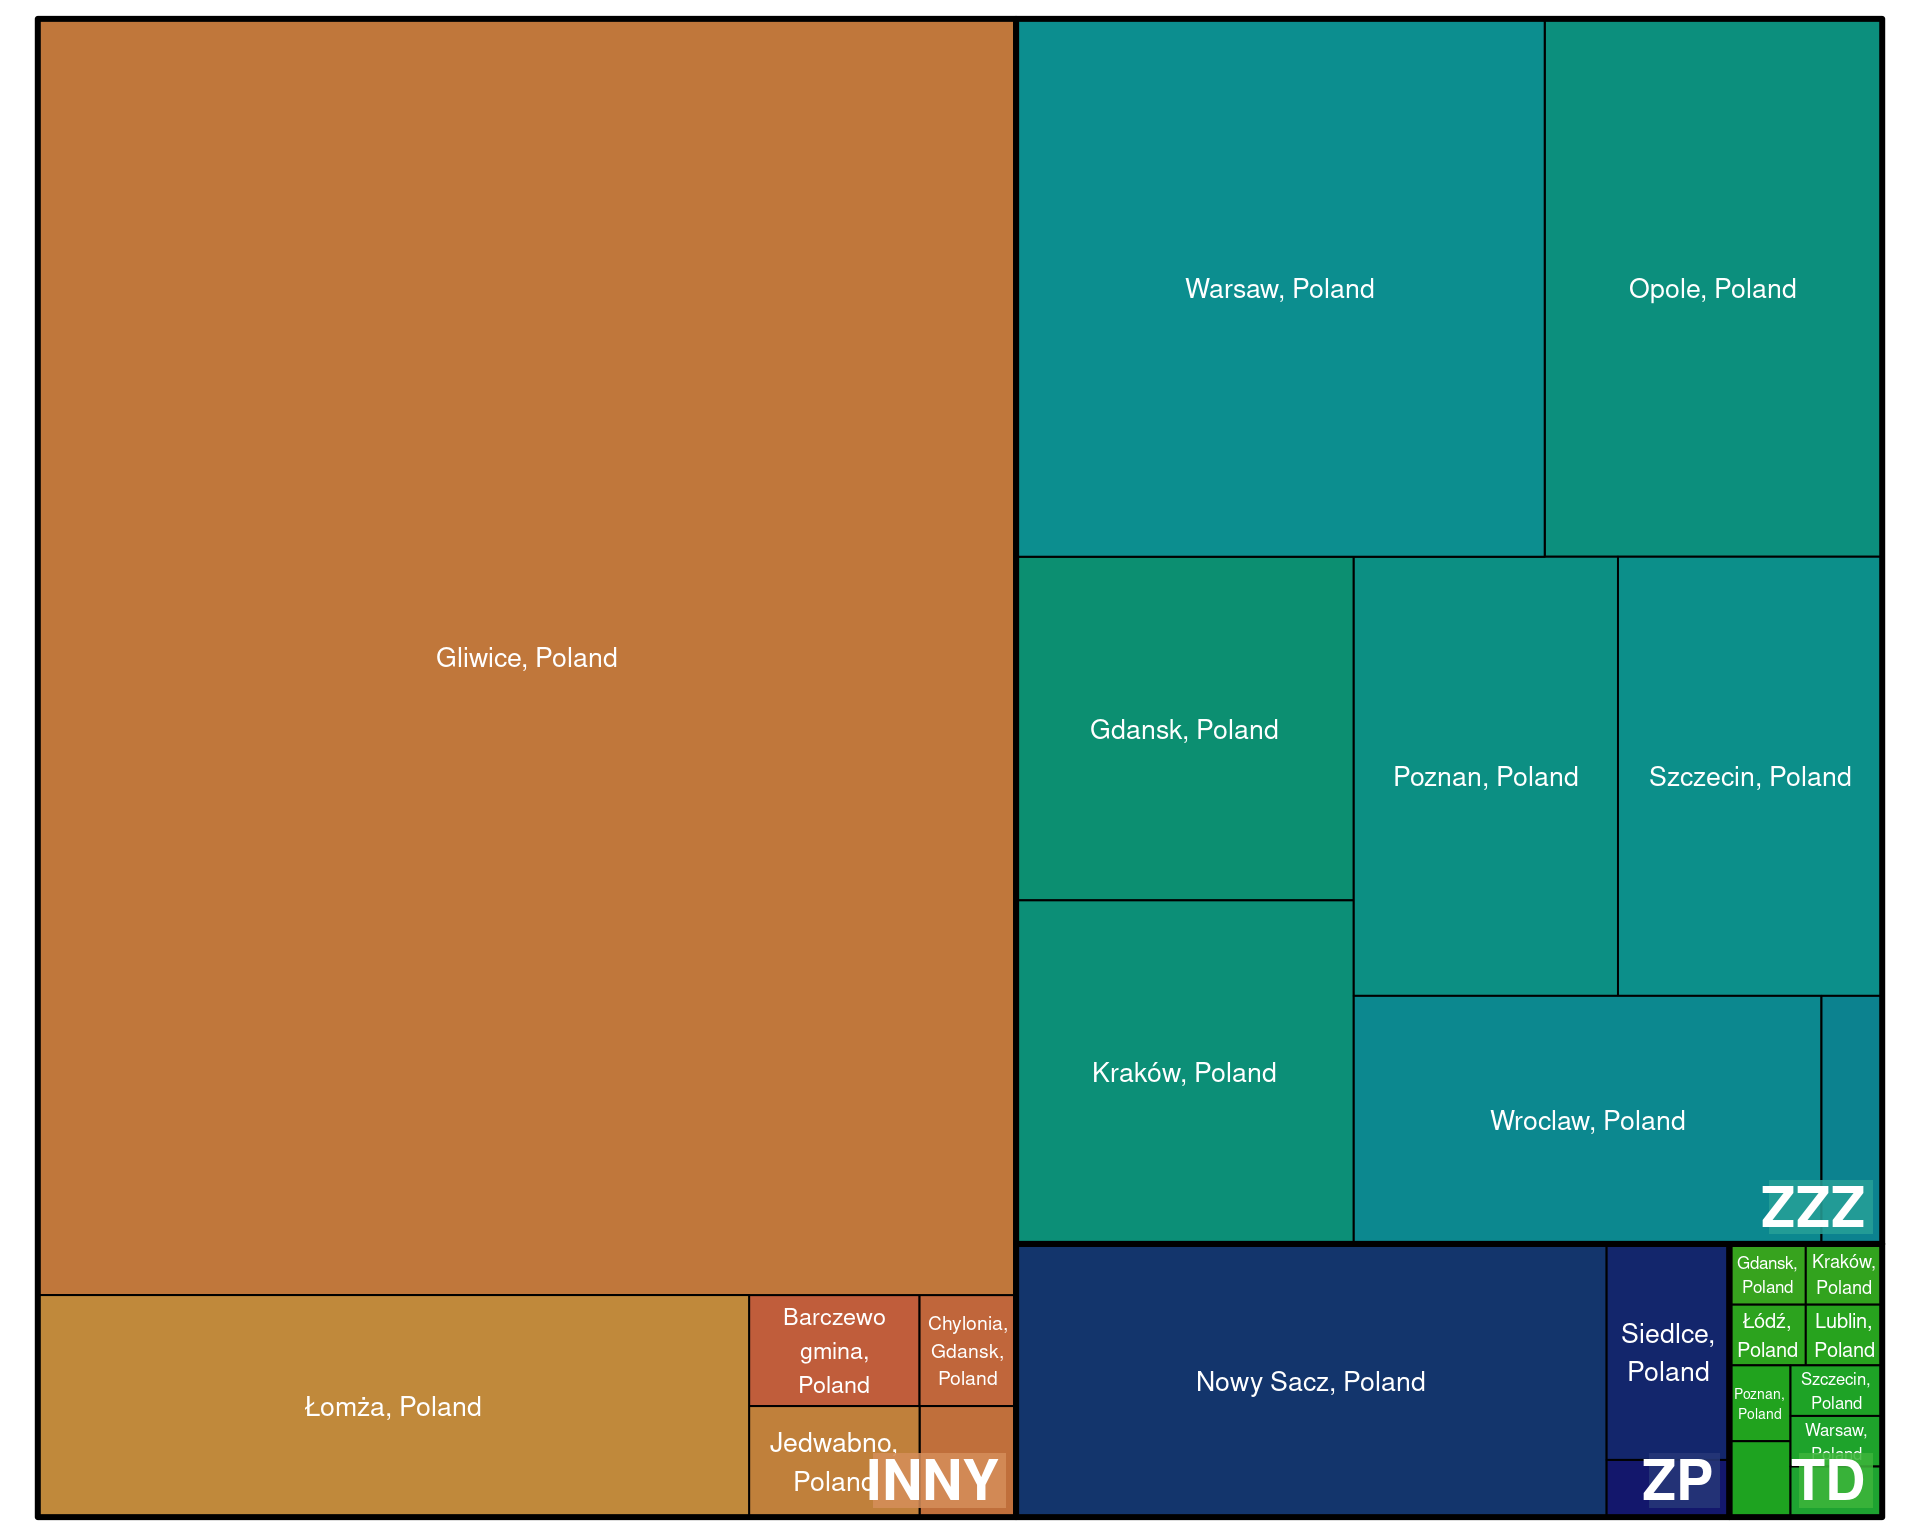 Gliwice, Poland
Łomża, Poland
Barczewo
gmina,
Poland
Chylonia,
Gdansk,
Poland
Jedwabno,
Poland
INNY
Warsaw, Poland
Opole, Poland
Gdansk, Poland
Poznan, Poland
Szczecin, Poland
Kraków, Poland
Wroclaw, Poland
ZZZ
Nowy Sacz, Poland
Siedlce,
Poland
ZP
Gdansk,
Poland
Kraków,
Poland
Łódź,
Poland
Lublin,
Poland
Poznan,
Poland
Szczecin,
Poland
Warsaw,
Poland
TD